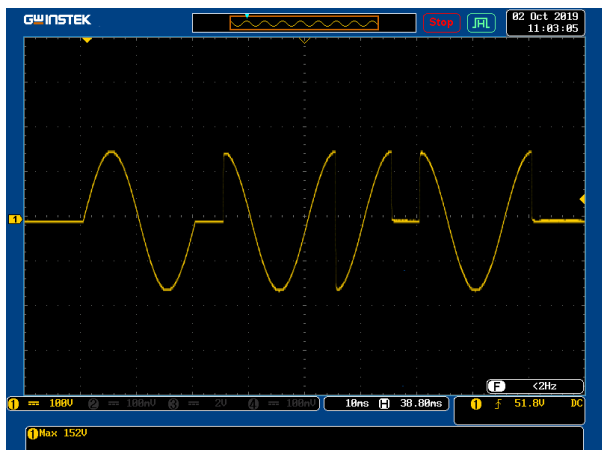 GWINSTEK
Stop
02 Oct 2019
11:03:05
1
F <2Hz
1 100V 2 100mV 3 2V 4 100mV 10ms H 38.80ms 1 51.8V DC
1 Max 152V